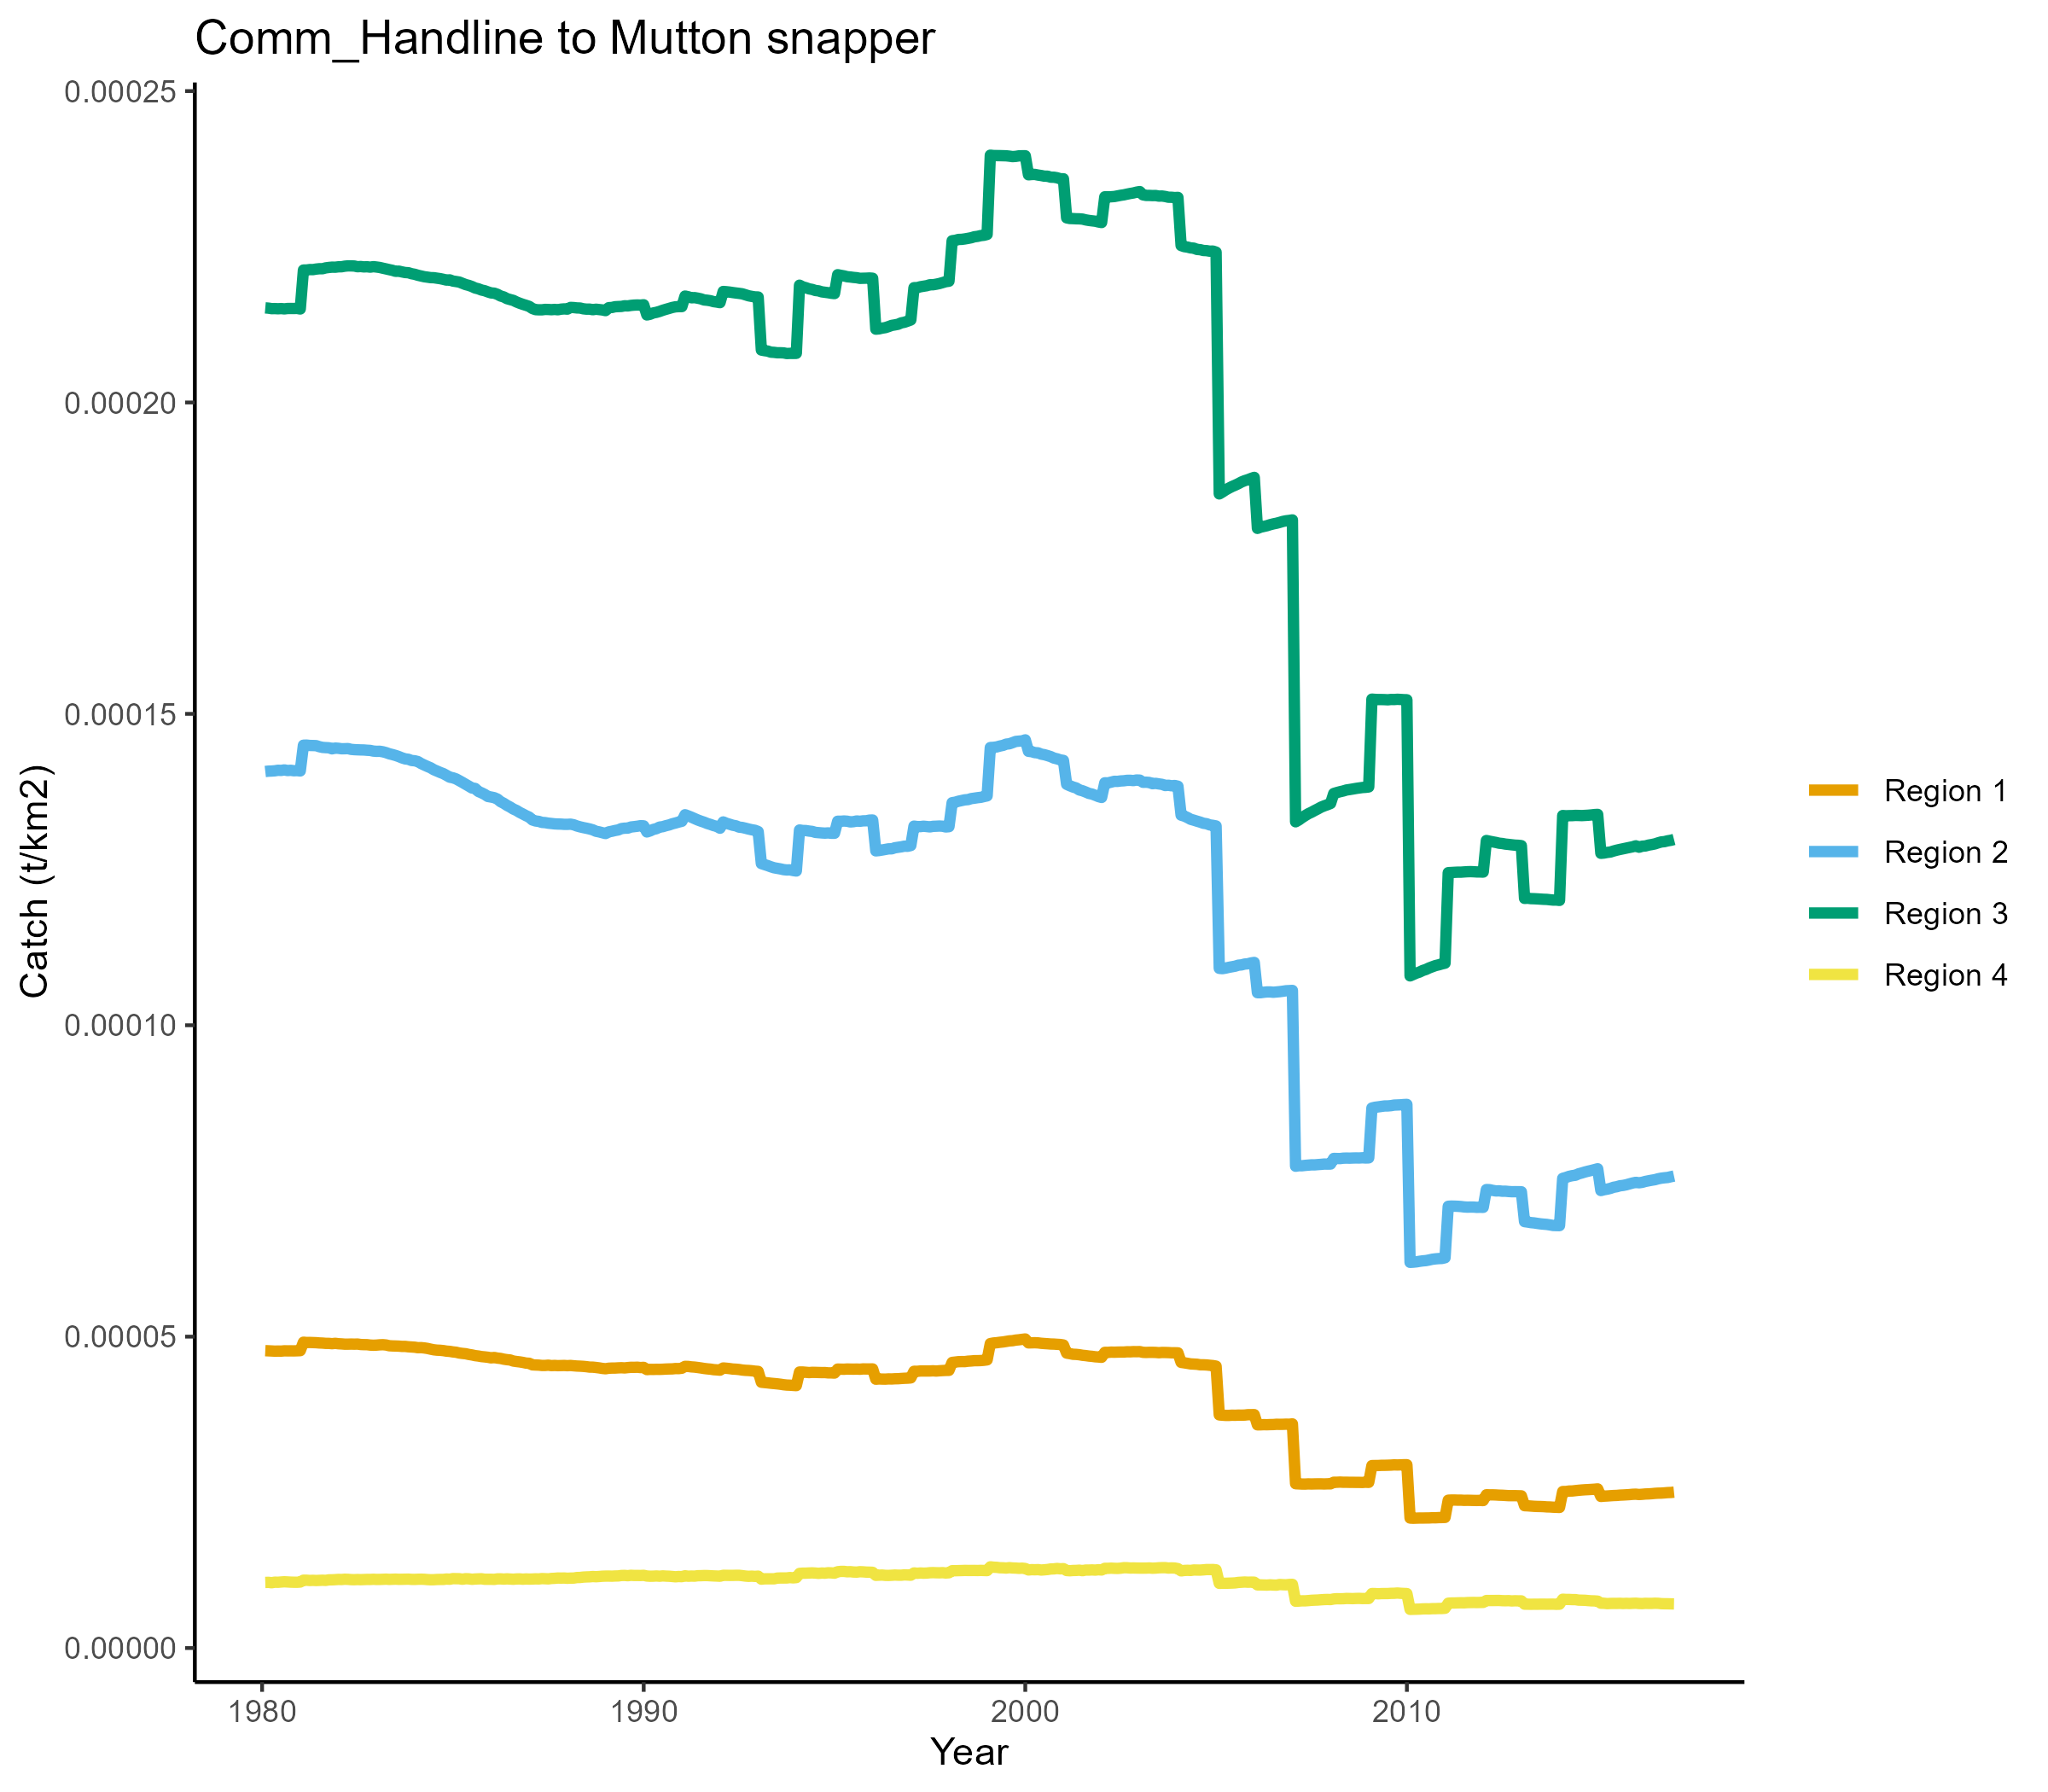 Comm_Handline to Mutton snapper
Catch (t/km2)
0.00025
0.00020
0.00015
0.00010
0.00005
0.00000
1980
1990
2000
2010
Year
Region 1
Region 2
Region 3
Region 4